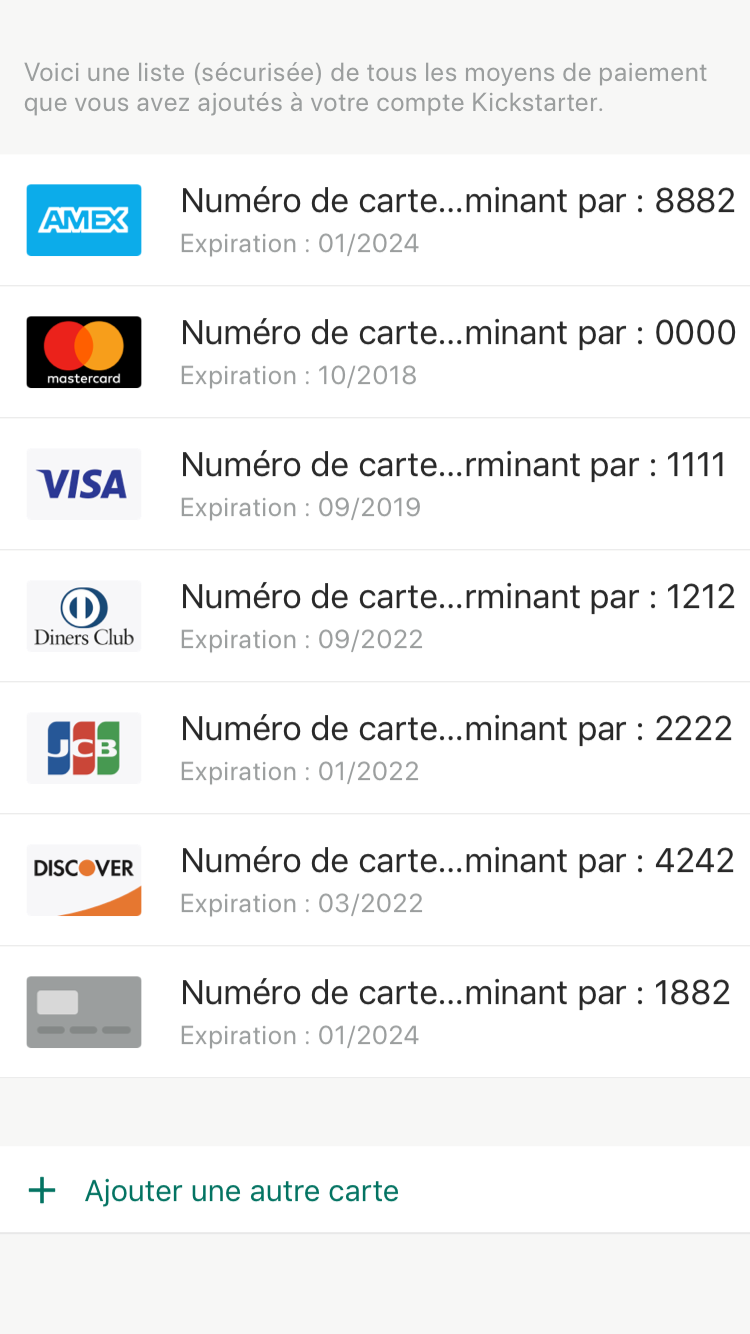 Voici une liste (sécurisée) de tous les moyens de paiement
que vous avez ajoutés à votre compte Kickstarter.
AMEX
Numéro de carte...minant par : 8882
Expiration : 01/2024
mastercard
Numéro de carte...minant par : 0000
Expiration : 10/2018
VISA
Numéro de carte...rminant par : 1111
Expiration : 09/2019
Diners Club
Numéro de carte...rminant par : 1212
Expiration : 09/2022
JCB
Numéro de carte...minant par : 2222
Expiration : 01/2022
DISCOVER
Numéro de carte...minant par : 4242
Expiration : 03/2022
Numéro de carte...minant par : 1882
Expiration : 01/2024
+ Ajouter une autre carte